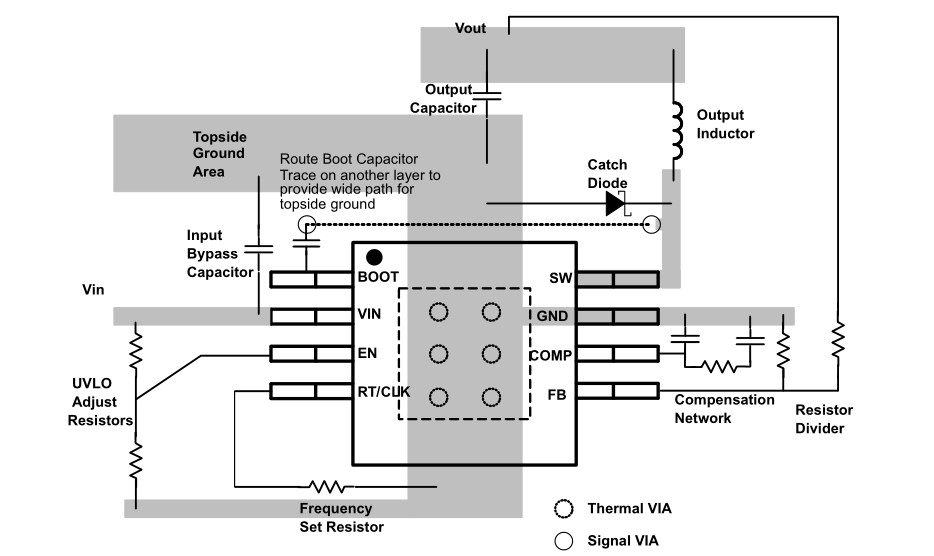 Vout
Output
Capacitor
Output
Inductor
Topside
Ground
Area
Route Boot Capacitor
Trace on another layer to
provide wide path for
topside ground
Catch
Diode
Input
Bypass
Capacitor
Vin
BOOT
VIN
EN
RT/CLK
SW
GND
COMP
FB
UVLO
Adjust
Resistors
Compensation
Network
Resistor
Divider
Frequency
Set Resistor
Thermal VIA
Signal VIA